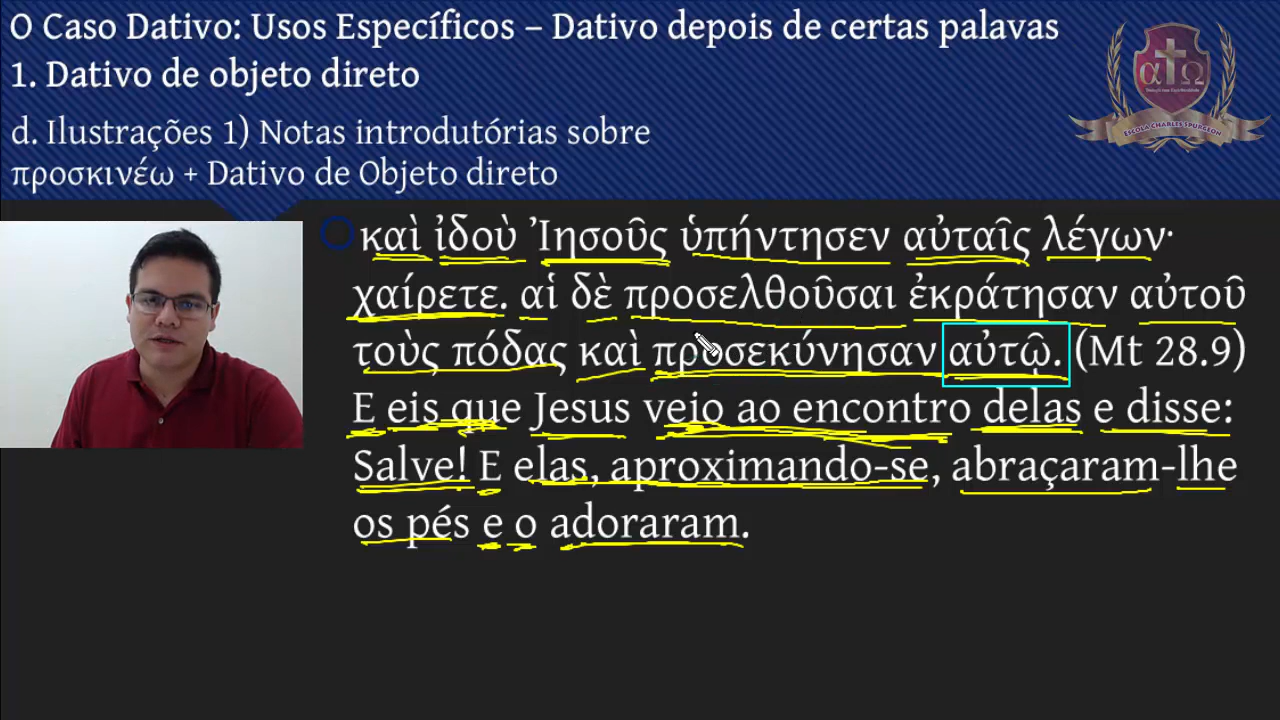 O Caso Dativo: Usos Específicos – Dativo depois de certas palavas
1. Dativo de objeto direto
d. Ilustrações 1) Notas introdutórias sobre
προσκινέω + Dativo de Objeto direto
α Ω
ESCOLA CHARLES SPURGEON
καὶ ἰδοὺ Ἰησοῦς ὑπήντησεν αὐταῖς λέγων·
χαίρετε. αἱ δὲ προσελθοῦσαι ἐκράτησαν αὐτοῦ
τοὺς πόδας καὶ προσεκύνησαν αὐτῷ. (Mt 28.9)
E eis que Jesus veio ao encontro delas e disse:
Salve! E elas, aproximando-se, abraçaram-lhe
os pés e o adoraram.